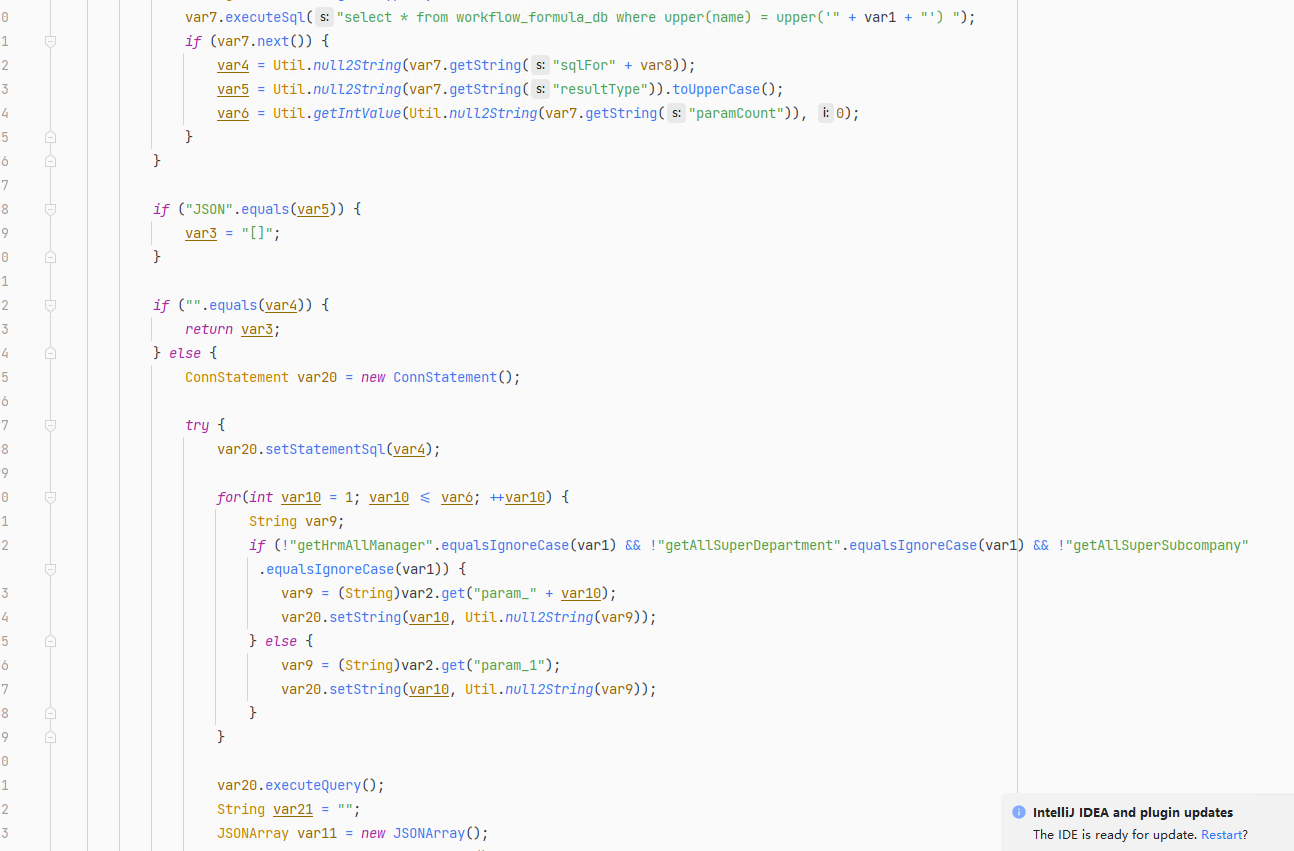 0 var7.executeSql( s: "select * from workflow_formula_db where upper(name) = upper('" + var1 + "') ");
1 if (var7.next()) {
2 var4 = Util.null2String(var7.getString( s: "sqlFor" + var8));
3 var5 = Util.null2String(var7.getString( s: "resultType")).toUpperCase();
4 var6 = Util.getIntValue(Util.null2String(var7.getString( s: "paramCount")), i: 0);
5 }
6 }
7
8 if ("JSON".equals(var5)) {
9 var3 = "[]";
0 }
1
2 if ("".equals(var4)) {
3 return var3;
4 } else {
5 ConnStatement var20 = new ConnStatement();
6
7 try {
8 var20.setStatementSql(var4);
9
0 for(int var10 = 1; var10 <= var6; ++var10) {
1 String var9;
2 if (!"getHrmAllManager".equalsIgnoreCase(var1) && !"getAllSuperDepartment".equalsIgnoreCase(var1) && !"getAllSuperSubcompany"
.equalsIgnoreCase(var1)) {
3 var9 = (String)var2.get("param_" + var10);
4 var20.setString(var10, Util.null2String(var9));
5 } else {
6 var9 = (String)var2.get("param_1");
7 var20.setString(var10, Util.null2String(var9));
8 }
9 }
0
1 var20.executeQuery();
2 String var21 = "";
3 JSONArray var11 = new JSONArray();
IntelliJ IDEA and plugin updates
The IDE is ready for update. Restart?